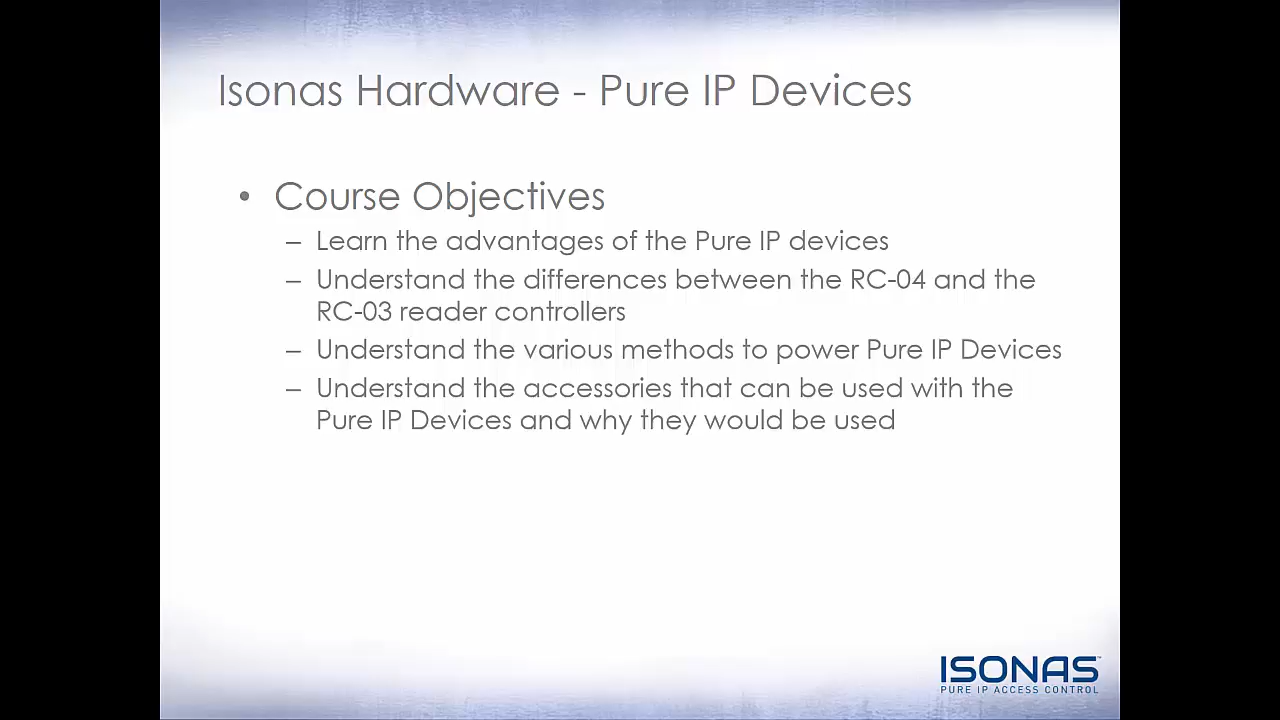 Isonas Hardware - Pure IP Devices
• Course Objectives
– Learn the advantages of the Pure IP devices
– Understand the differences between the RC-04 and the
RC-03 reader controllers
– Understand the various methods to power Pure IP Devices
– Understand the accessories that can be used with the
Pure IP Devices and why they would be used
ISONAS™
PURE IP ACCESS CONTROL